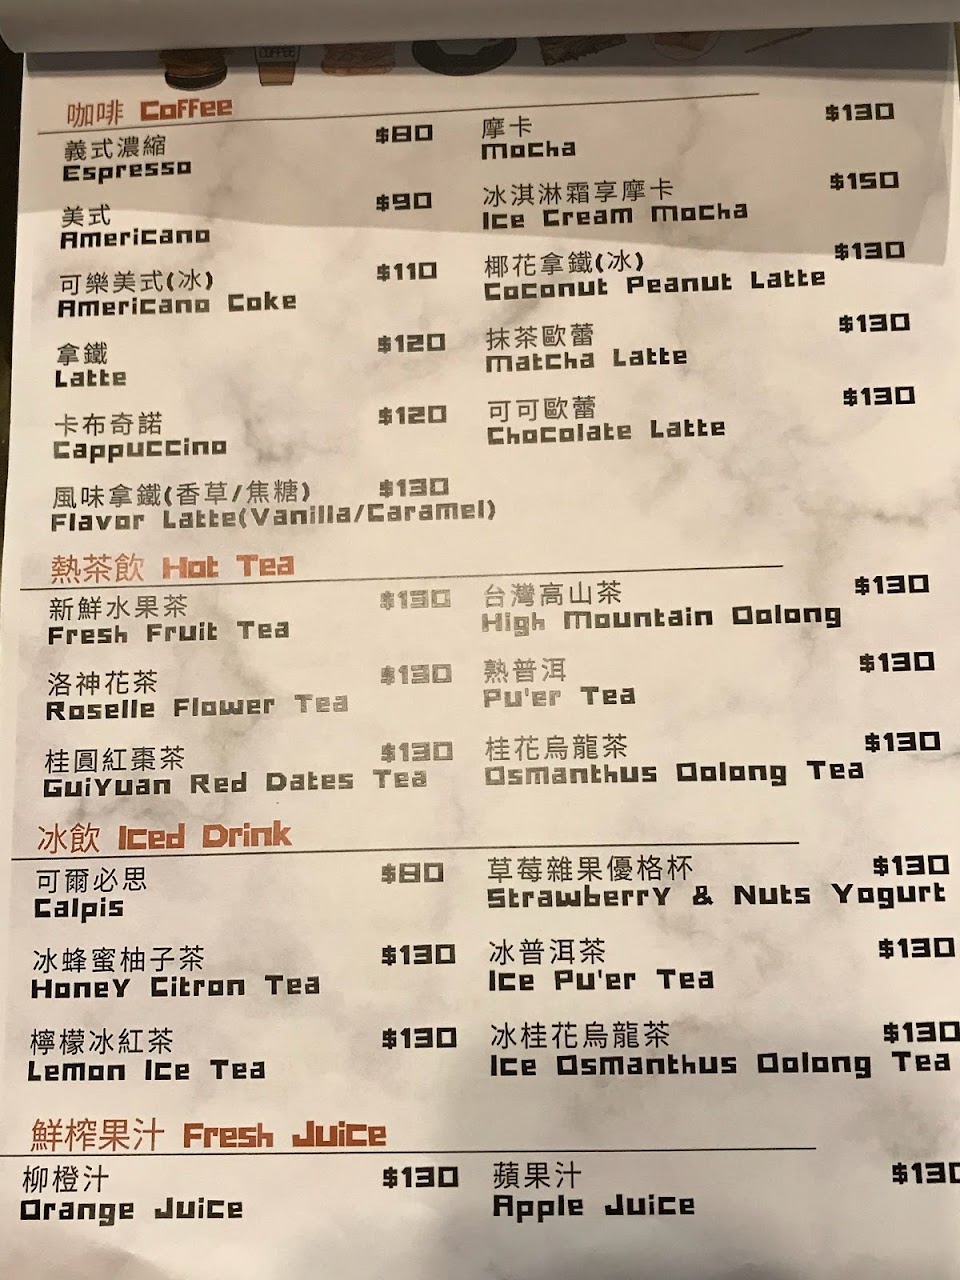 COFFEE
咖啡 Coffee
義式濃縮 $80
Espresso
美式 $90
Americano
可樂美式(冰) $110
Americano Coke
拿鐵 $120
Latte
卡布奇諾 $120
Cappuccino
風味拿鐵(香草/焦糖) $130
Flavor Latte(Vanilla/Caramel)
摩卡 $130
Mocha
冰淇淋霜享摩卡 $150
Ice Cream Mocha
椰花拿鐵(冰) $130
Coconut Peanut Latte
抹茶歐蕾 $130
Matcha Latte
可可歐蕾 $130
Chocolate Latte
熱茶飲 Hot Tea
新鮮水果茶 $130
Fresh Fruit Tea
洛神花茶 $130
Roselle Flower Tea
桂圓紅棗茶 $130
GuiYuan Red Dates Tea
台灣高山茶 $130
High Mountain Oolong
熟普洱 $130
Pu'er Tea
桂花烏龍茶 $130
Osmanthus Oolong Tea
冰飲 Iced Drink
可爾必思 $80
Calpis
冰蜂蜜柚子茶 $130
Honey Citron Tea
檸檬冰紅茶 $130
Lemon Ice Tea
草莓雜果優格杯 $130
Strawberry & Nuts Yogurt
冰普洱茶 $130
Ice Pu'er Tea
冰桂花烏龍茶 $130
Ice Osmanthus Oolong Tea
鮮榨果汁 Fresh Juice
柳橙汁 $130
Orange Juice
蘋果汁 $130
Apple Juice